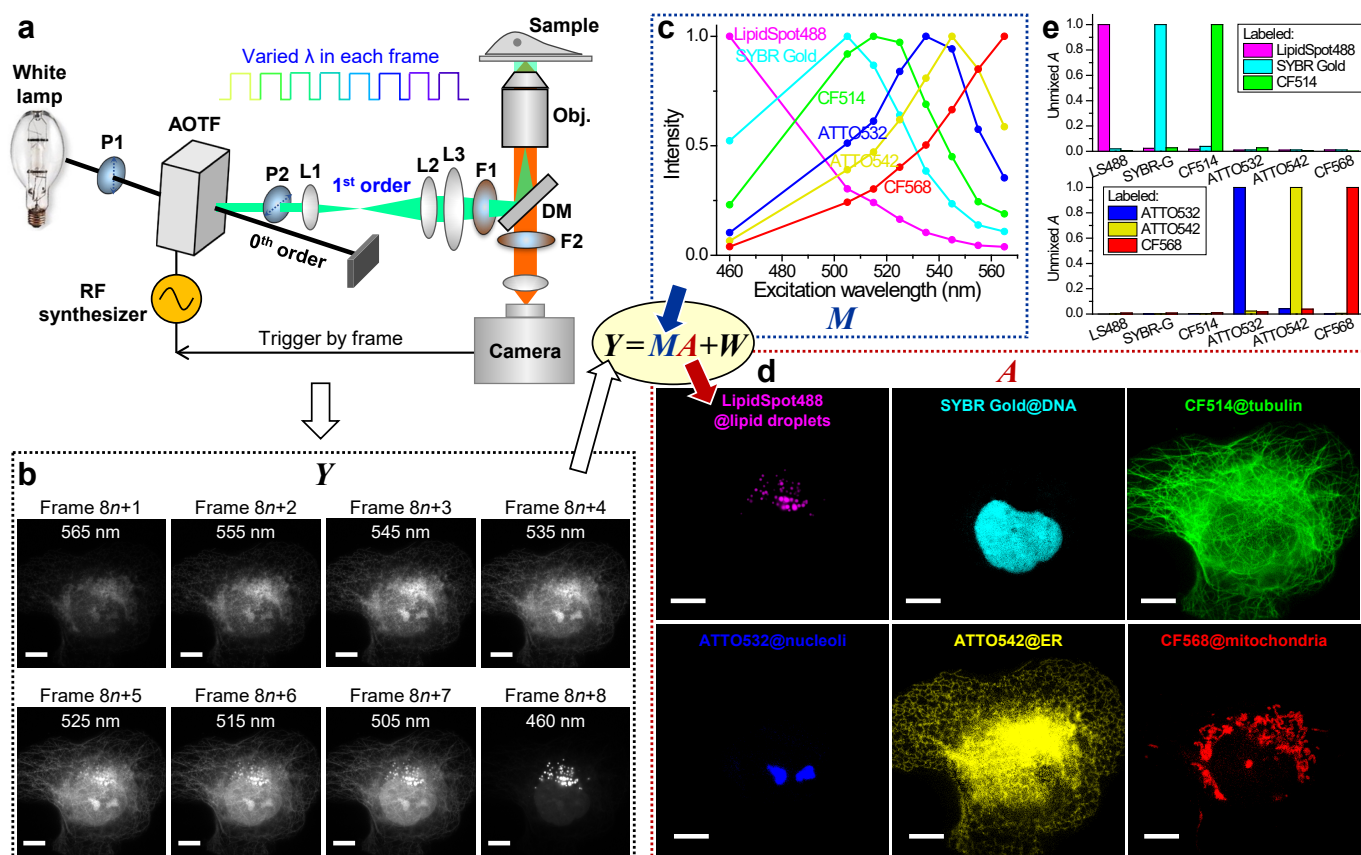 a
Varied λ in each frame
White
lamp
P1
AOTF
P2
L1
1st order
0th order
L2
L3
F1
Sample
Obj.
DM
F2
RF
synthesizer
Trigger by frame
Camera
Y = MA + W
b
Y
Frame 8n+1
565 nm
Frame 8n+2
555 nm
Frame 8n+3
545 nm
Frame 8n+4
535 nm
Frame 8n+5
525 nm
Frame 8n+6
515 nm
Frame 8n+7
505 nm
Frame 8n+8
460 nm
c
LipidSpot488
SYBR Gold
CF514
ATTO532
ATTO542
CF568
Intensity
1.0
0.5
0.0
460
480
500
520
540
560
Excitation wavelength (nm)
M
d
A
LipidSpot488
@lipid droplets
SYBR Gold@DNA
CF514@tubulin
ATTO532@nucleoli
ATTO542@ER
CF568@mitochondria
e
Unmixed A
1.0
0.8
0.6
0.4
0.2
0.0
Labeled:
LipidSpot488
SYBR Gold
CF514
LS488
SYBR-G
CF514
ATTO532
ATTO542
CF568
Unmixed A
1.0
0.8
0.6
0.4
0.2
0.0
Labeled:
ATTO532
ATTO542
CF568
LS488
SYBR-G
CF514
ATTO532
ATTO542
CF568